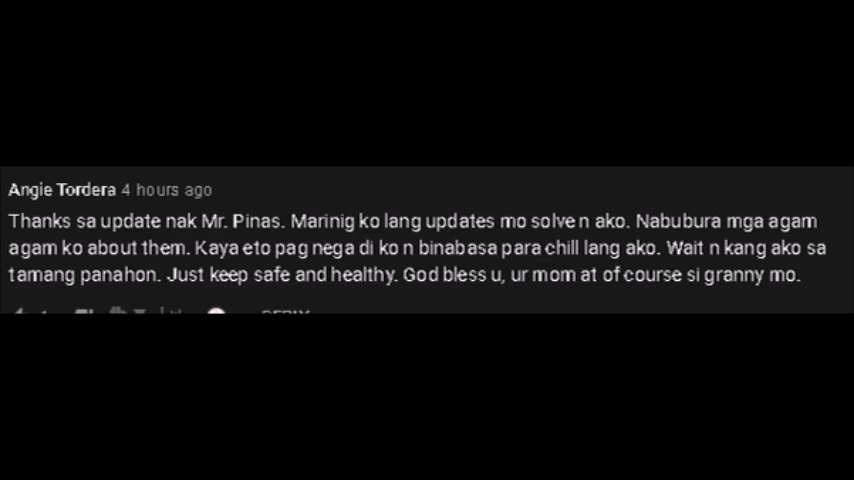 Angie Tordera 4 hours ago
Thanks sa update nak Mr. Pinas. Marinig ko lang updates mo solve n ako. Nabubura mga agam
agam ko about them. Kaya eto pag nega di ko n binabasa para chill lang ako. Wait n kang ako sa
tamang panahon. Just keep safe and healthy. God bless u, ur mom at of course si granny mo.
REPLY